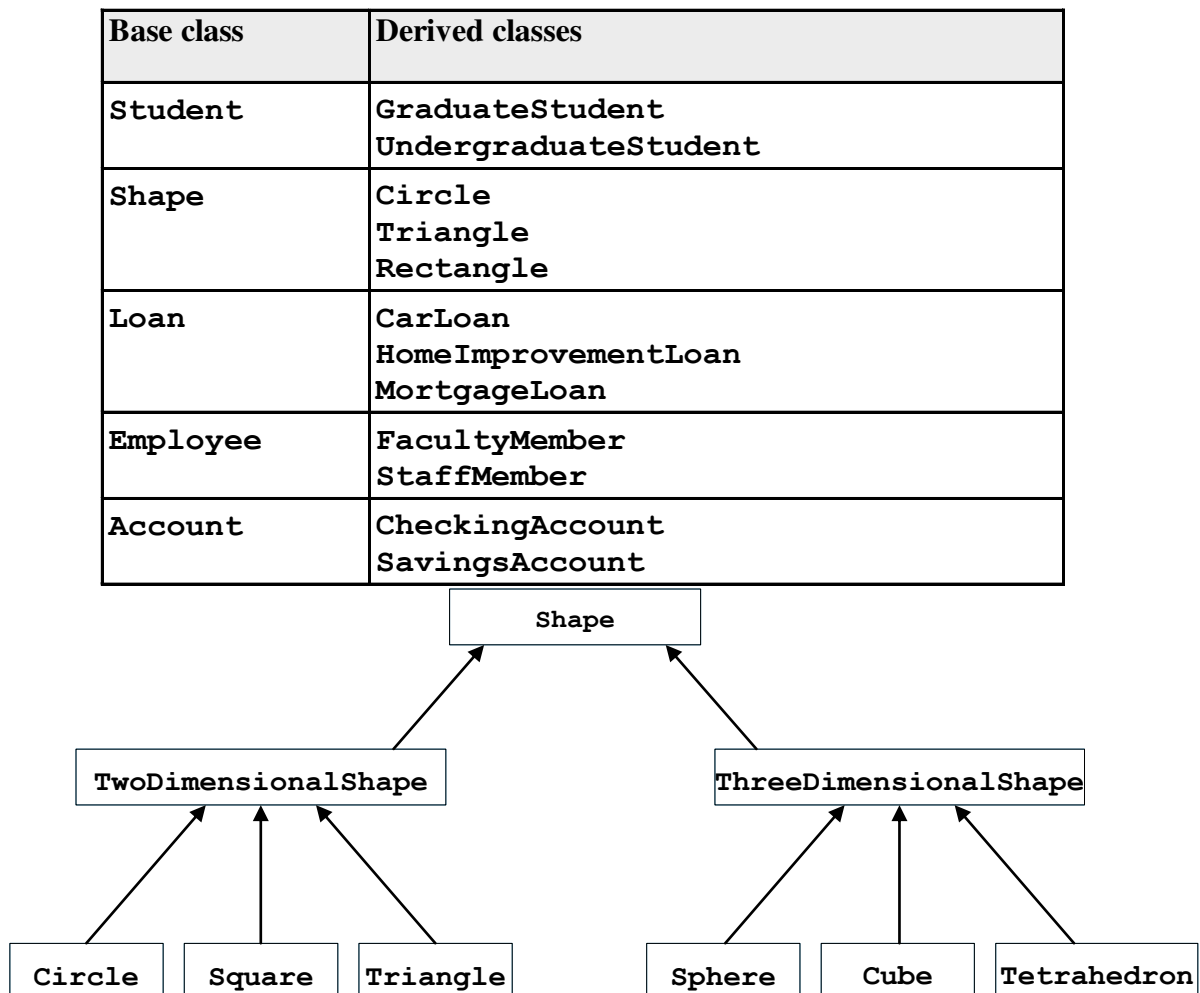 Base class Derived classes
Student GraduateStudent
UndergraduateStudent
Shape Circle
Triangle
Rectangle
Loan CarLoan
HomeImprovementLoan
MortgageLoan
Employee FacultyMember
StaffMember
Account CheckingAccount
SavingsAccount
Shape
TwoDimensionalShape ThreeDimensionalShape
Circle Square Triangle Sphere Cube Tetrahedron